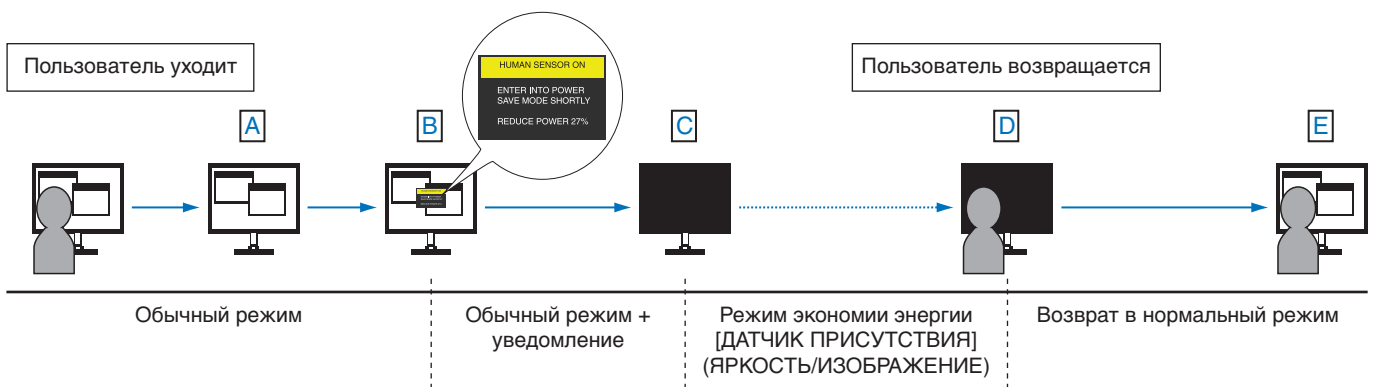 Пользователь уходит
HUMAN SENSOR ON
ENTER INTO POWER
SAVE MODE SHORTLY
REDUCE POWER 27%
Пользователь возвращается
A
B
C
D
E
Обычный режим
Обычный режим +
уведомление
Режим экономии энергии
[ДАТЧИК ПРИСУТСТВИЯ]
(ЯРКОСТЬ/ИЗОБРАЖЕНИЕ)
Возврат в нормальный режим